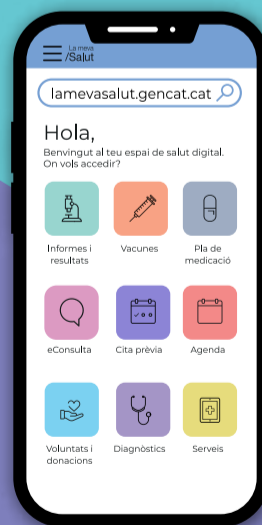 La meva
/Salut
lamevasalut.gencat.cat
Hola,
Benvingut al teu espai de salut digital.
On vols accedir?
Informes i
resultats
Vacunes
Pla de
medicació
eConsulta
Cita prèvia
Agenda
Voluntats i
donacions
Diagnòstics
Serveis